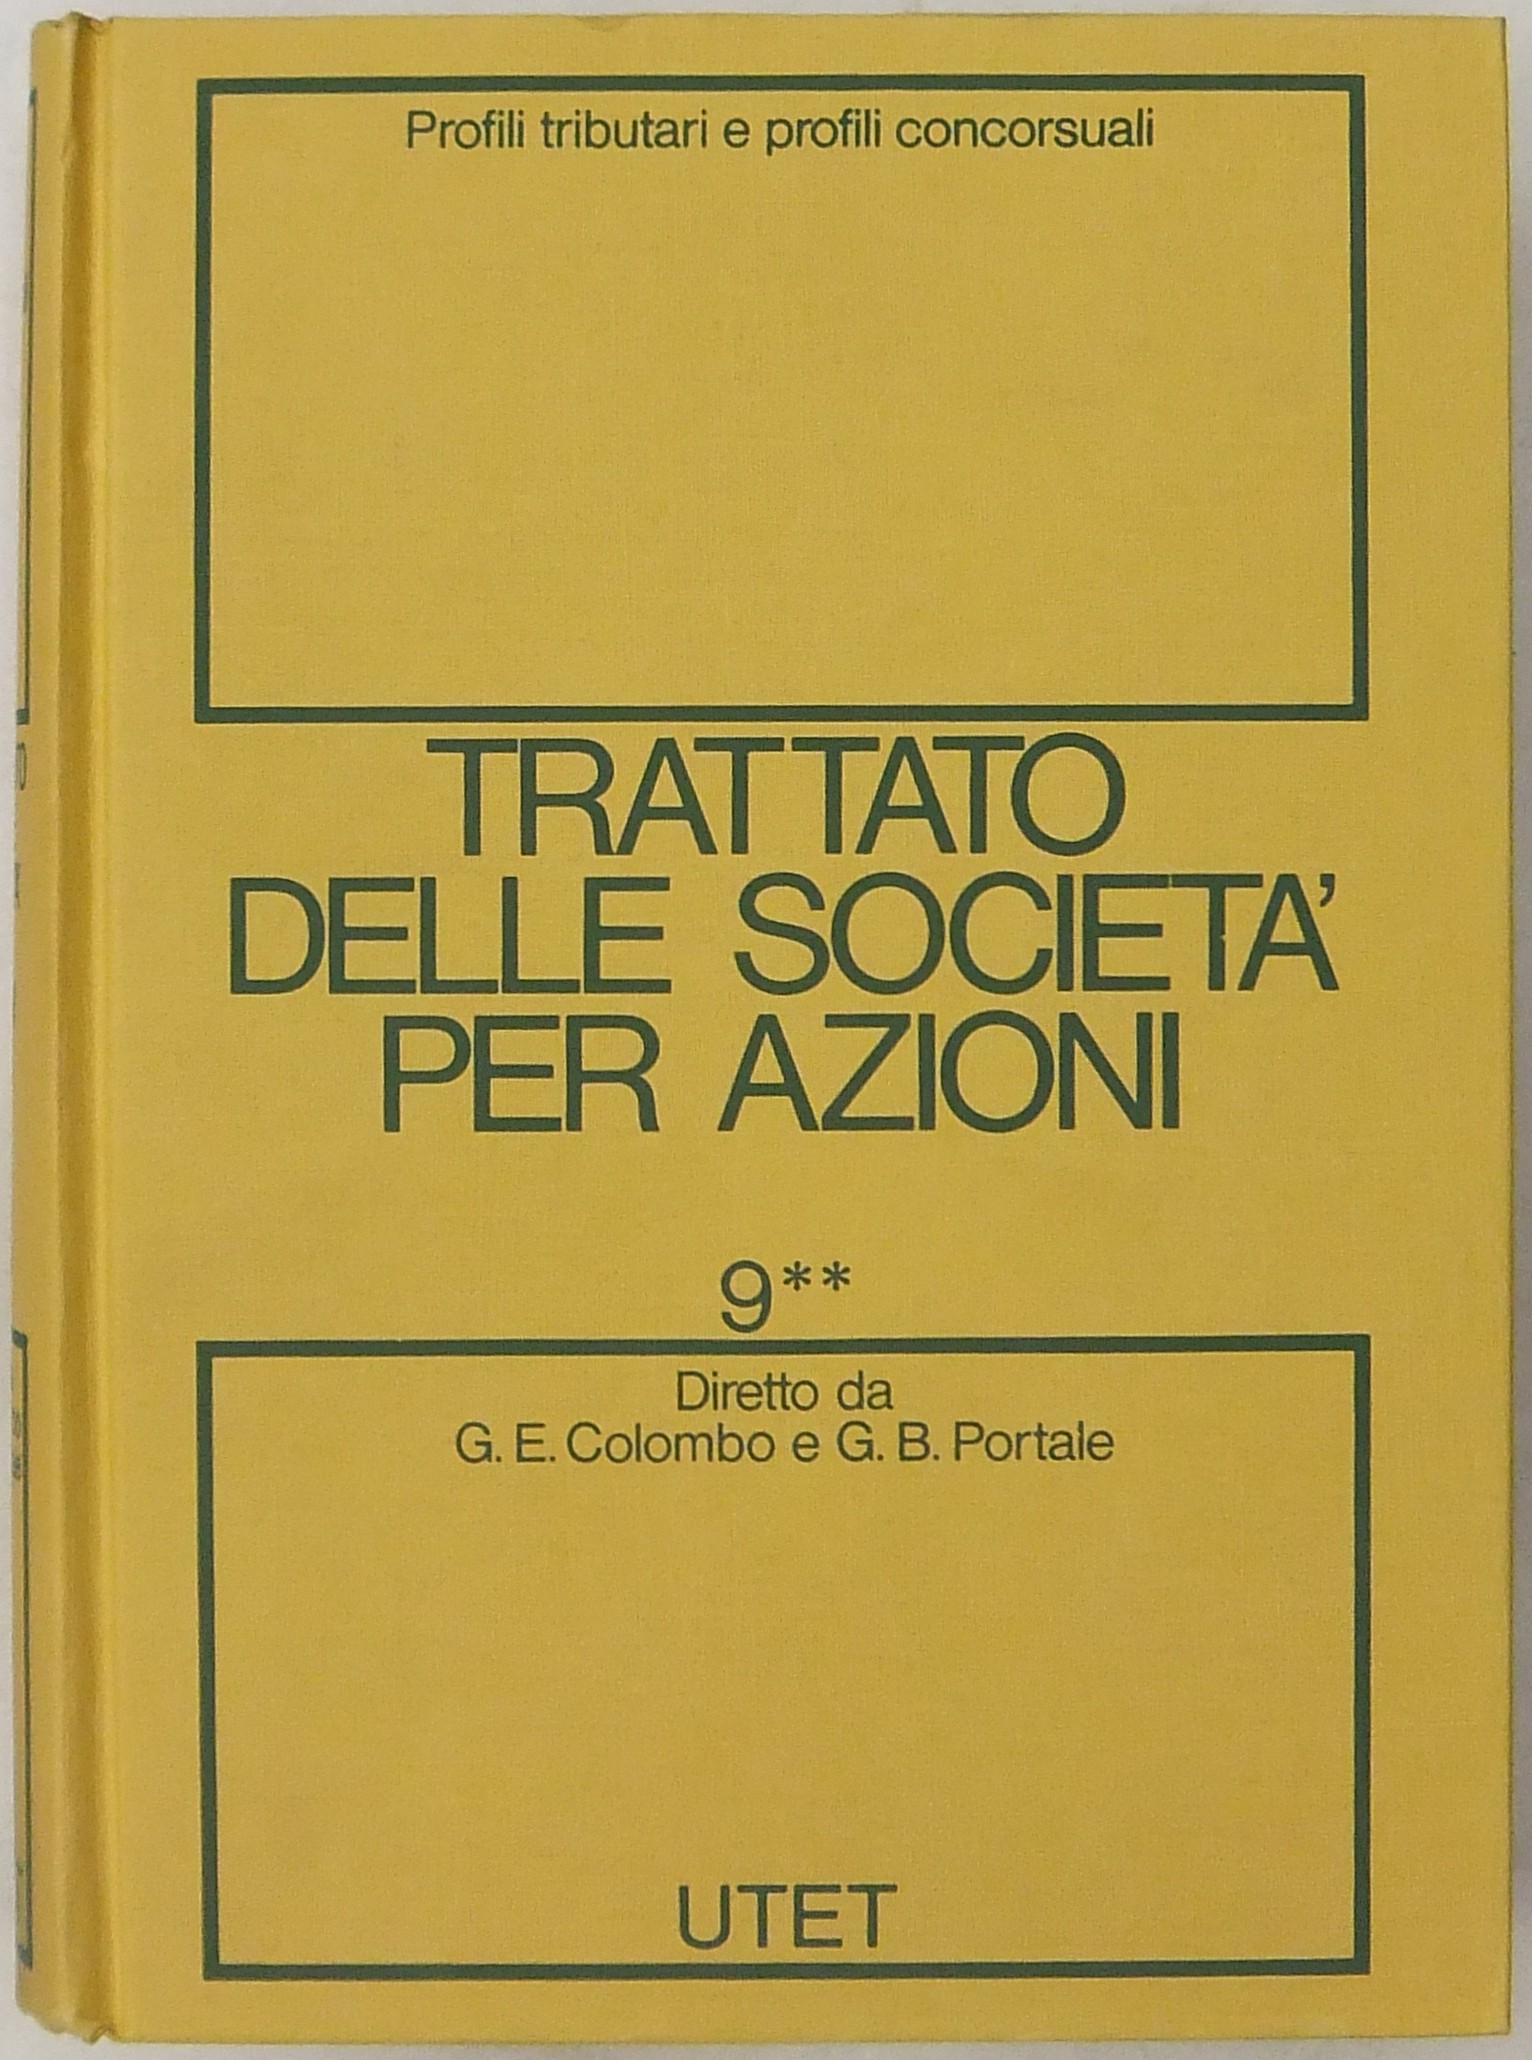 Profili tributari e profili concorsuali
TRATTATO
DELLE SOCIETA'
PER AZIONI
9**
Diretto da
G. E. Colombo e G. B. Portale
UTET